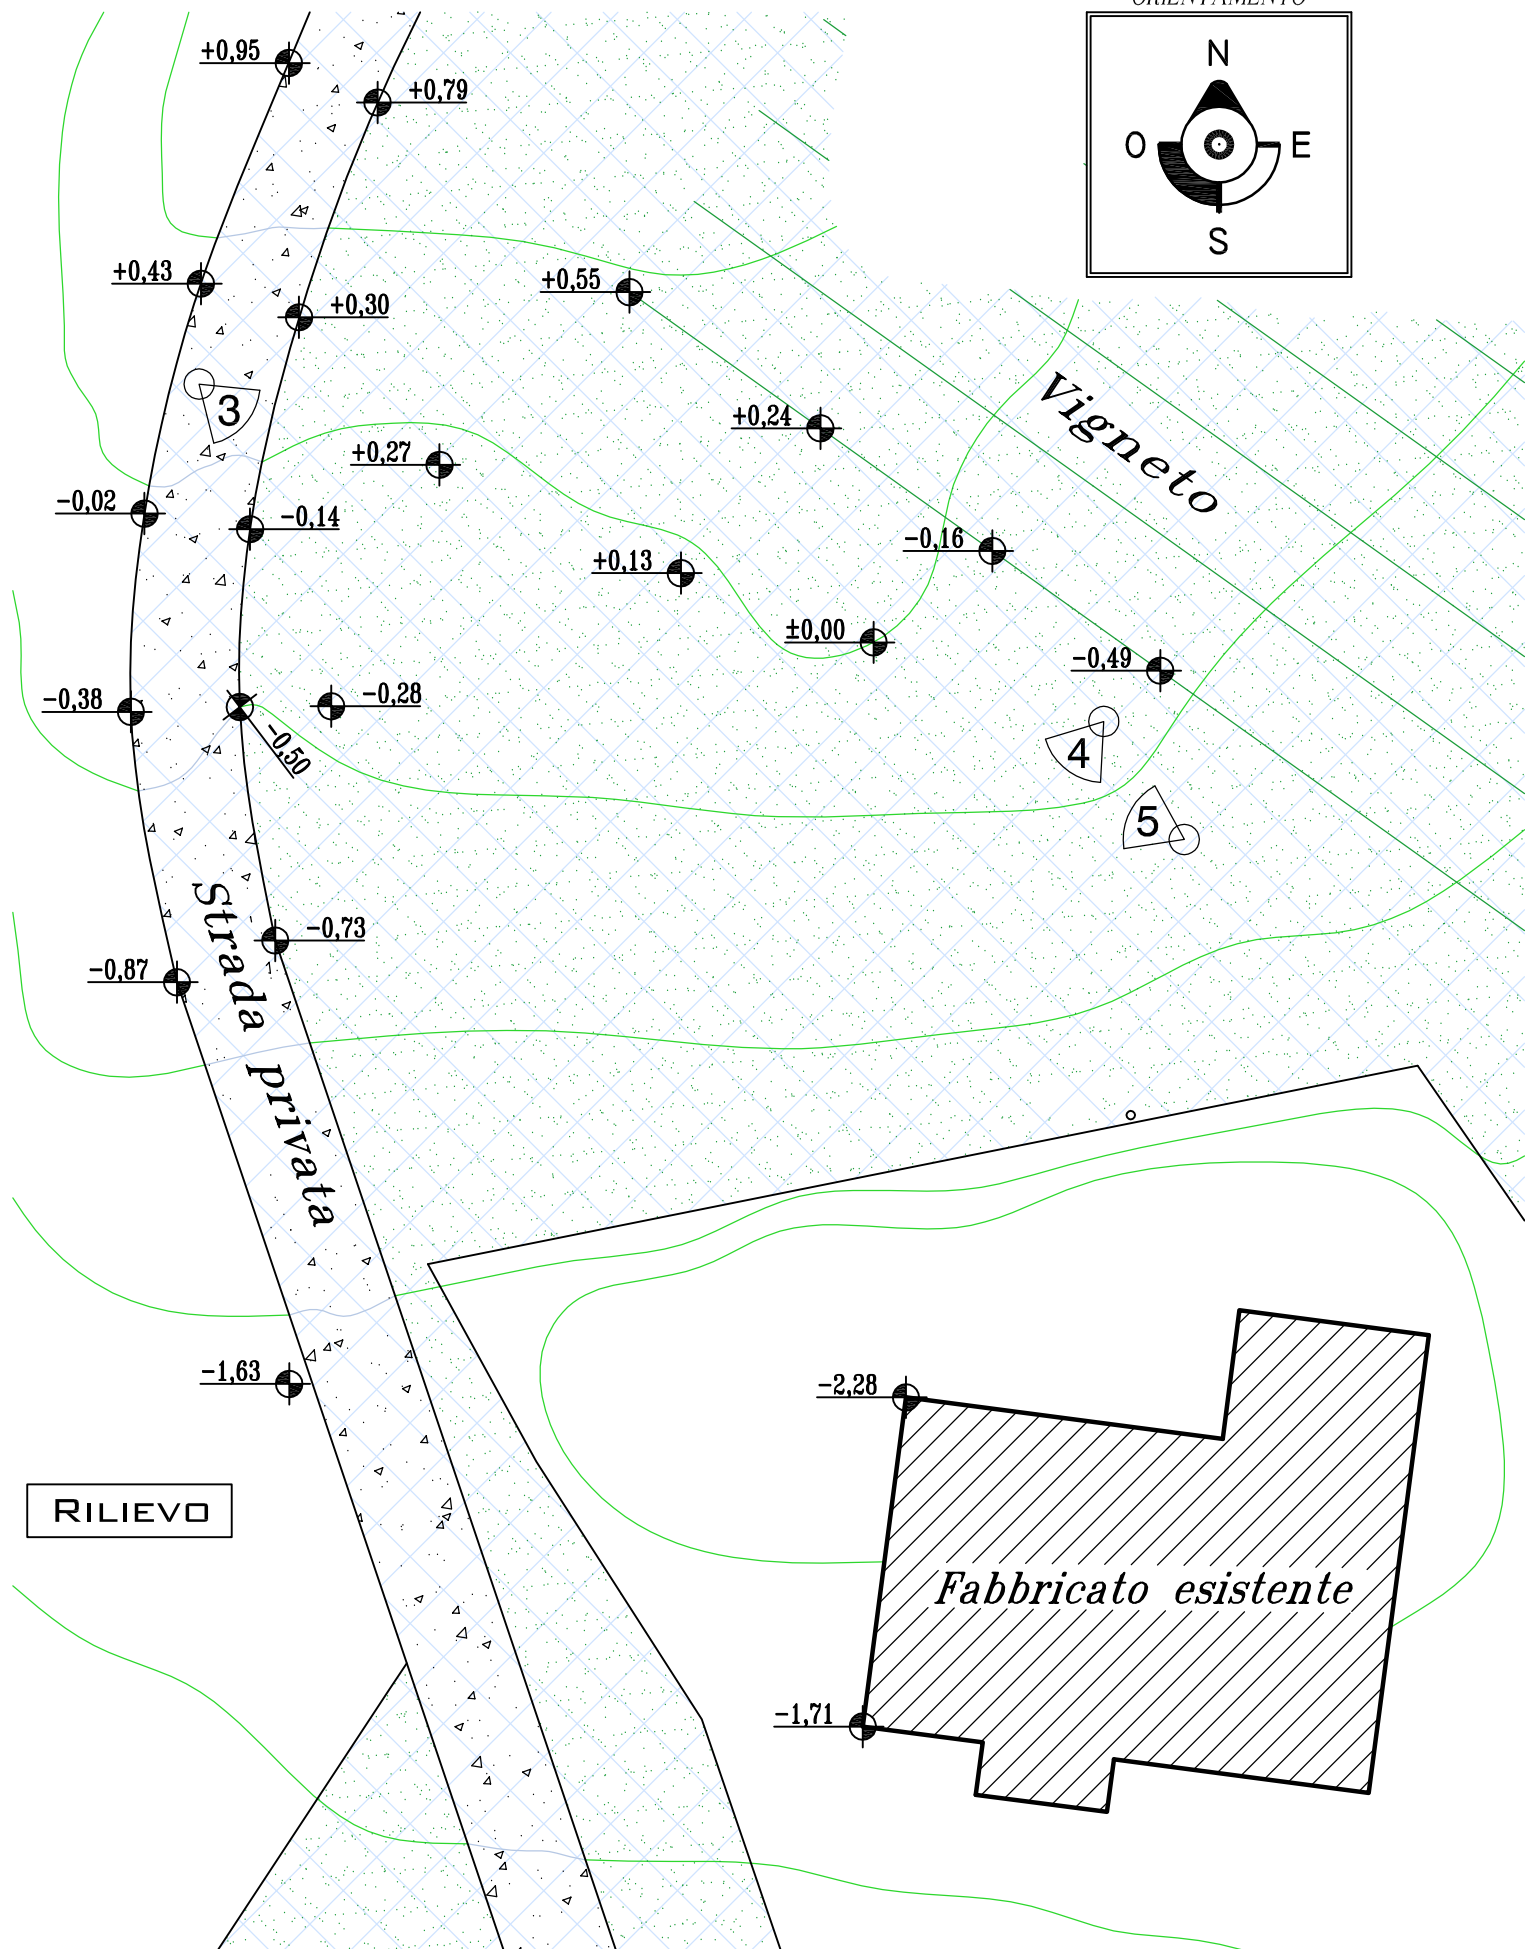 ORIENTAMENTO
N
O
E
S
+0,95
+0,79
+0,43
+0,30
+0,55
3
+0,24
Vigneto
+0,27
-0,02
-0,14
-0,16
+0,13
±0,00
-0,49
-0,38
-0,28
-0,50
4
5
-0,73
-0,87
Strada privata
-1,63
-2,28
RILIEVO
Fabbricato esistente
-1,71